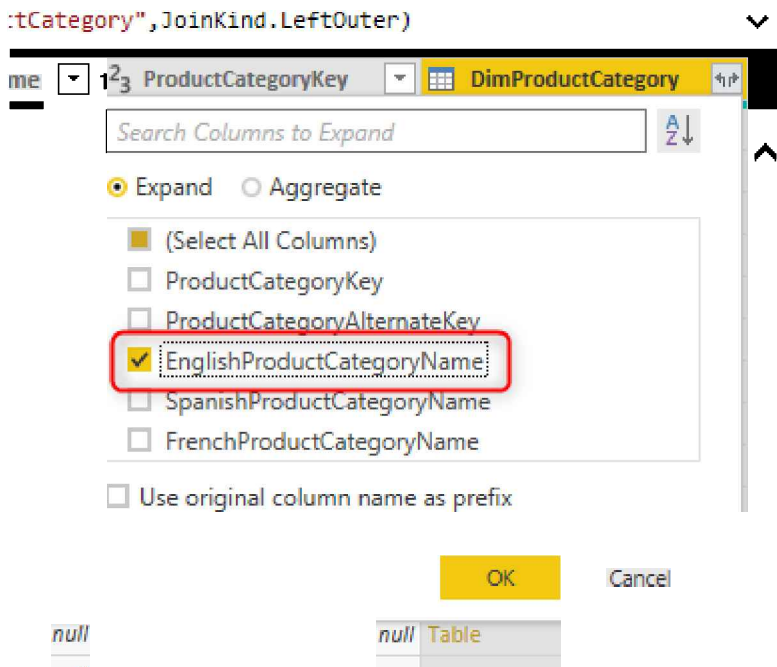 :tCategory",JoinKind.LeftOuter)
me 1²3 ProductCategoryKey DimProductCategory
Search Columns to Expand
A
Z
Expand Aggregate
(Select All Columns)
ProductCategoryKey
ProductCategoryAlternateKey
EnglishProductCategoryName
SpanishProductCategoryName
FrenchProductCategoryName
Use original column name as prefix
OK Cancel
null null Table